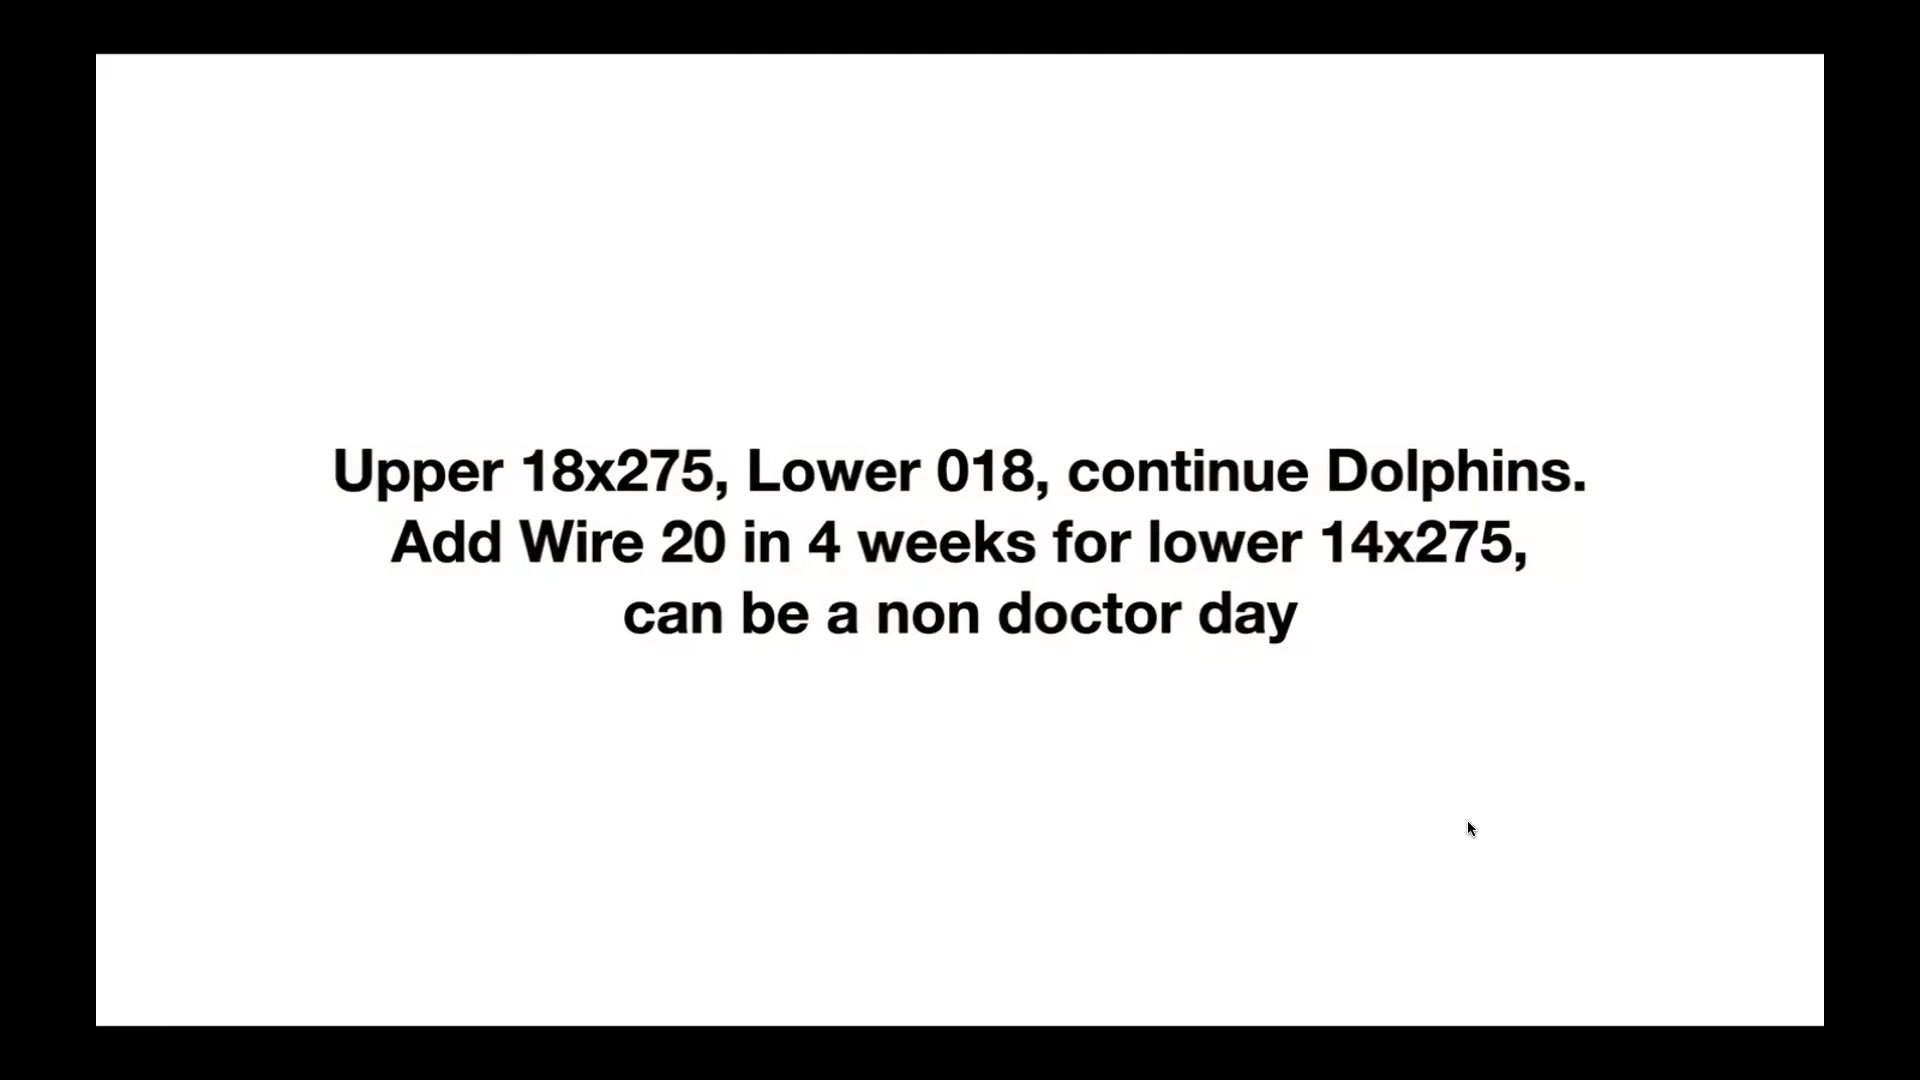 Upper 18x275, Lower 018, continue Dolphins.
Add Wire 20 in 4 weeks for lower 14x275,
can be a non doctor day